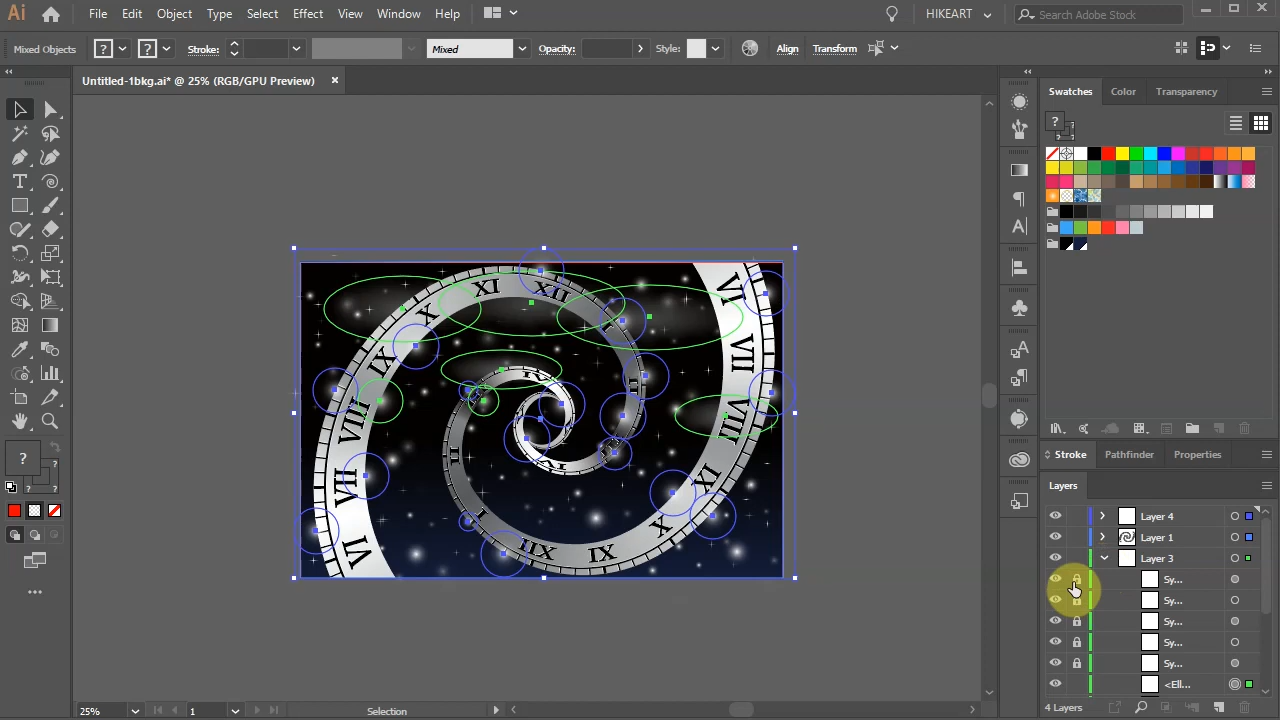 Ai File Edit Object Type Select Effect View Window Help HIKEART Search Adobe Stock
Mixed Objects ? ? Stroke: Mixed Opacity: Style: Align Transform
Untitled-1bkg.ai* @ 25% (RGB/GPU Preview) ×
Swatches Color Transparency
?
VI
XI XII
X I
VII
IX
VIII
VIII
VII
IX
II
X
I
XII
IX
VI
Stroke Pathfinder Properties
Layers
Layer 4
Layer 1
Layer 3
Sy...
Sy...
Sy...
Sy...
Sy...
<Ell...
? ?
? ?
25% 1 Selection
4 Layers